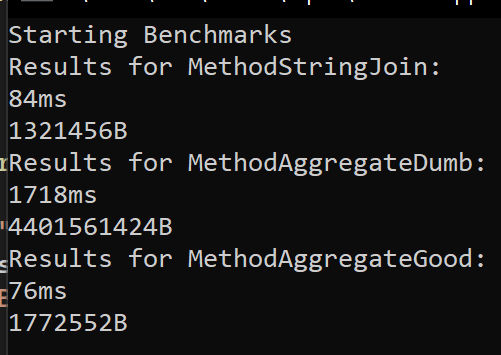 Starting Benchmarks
Results for MethodStringJoin:
84ms
1321456B
Results for MethodAggregateDumb:
1718ms
4401561424B
Results for MethodAggregateGood:
76ms
1772552B